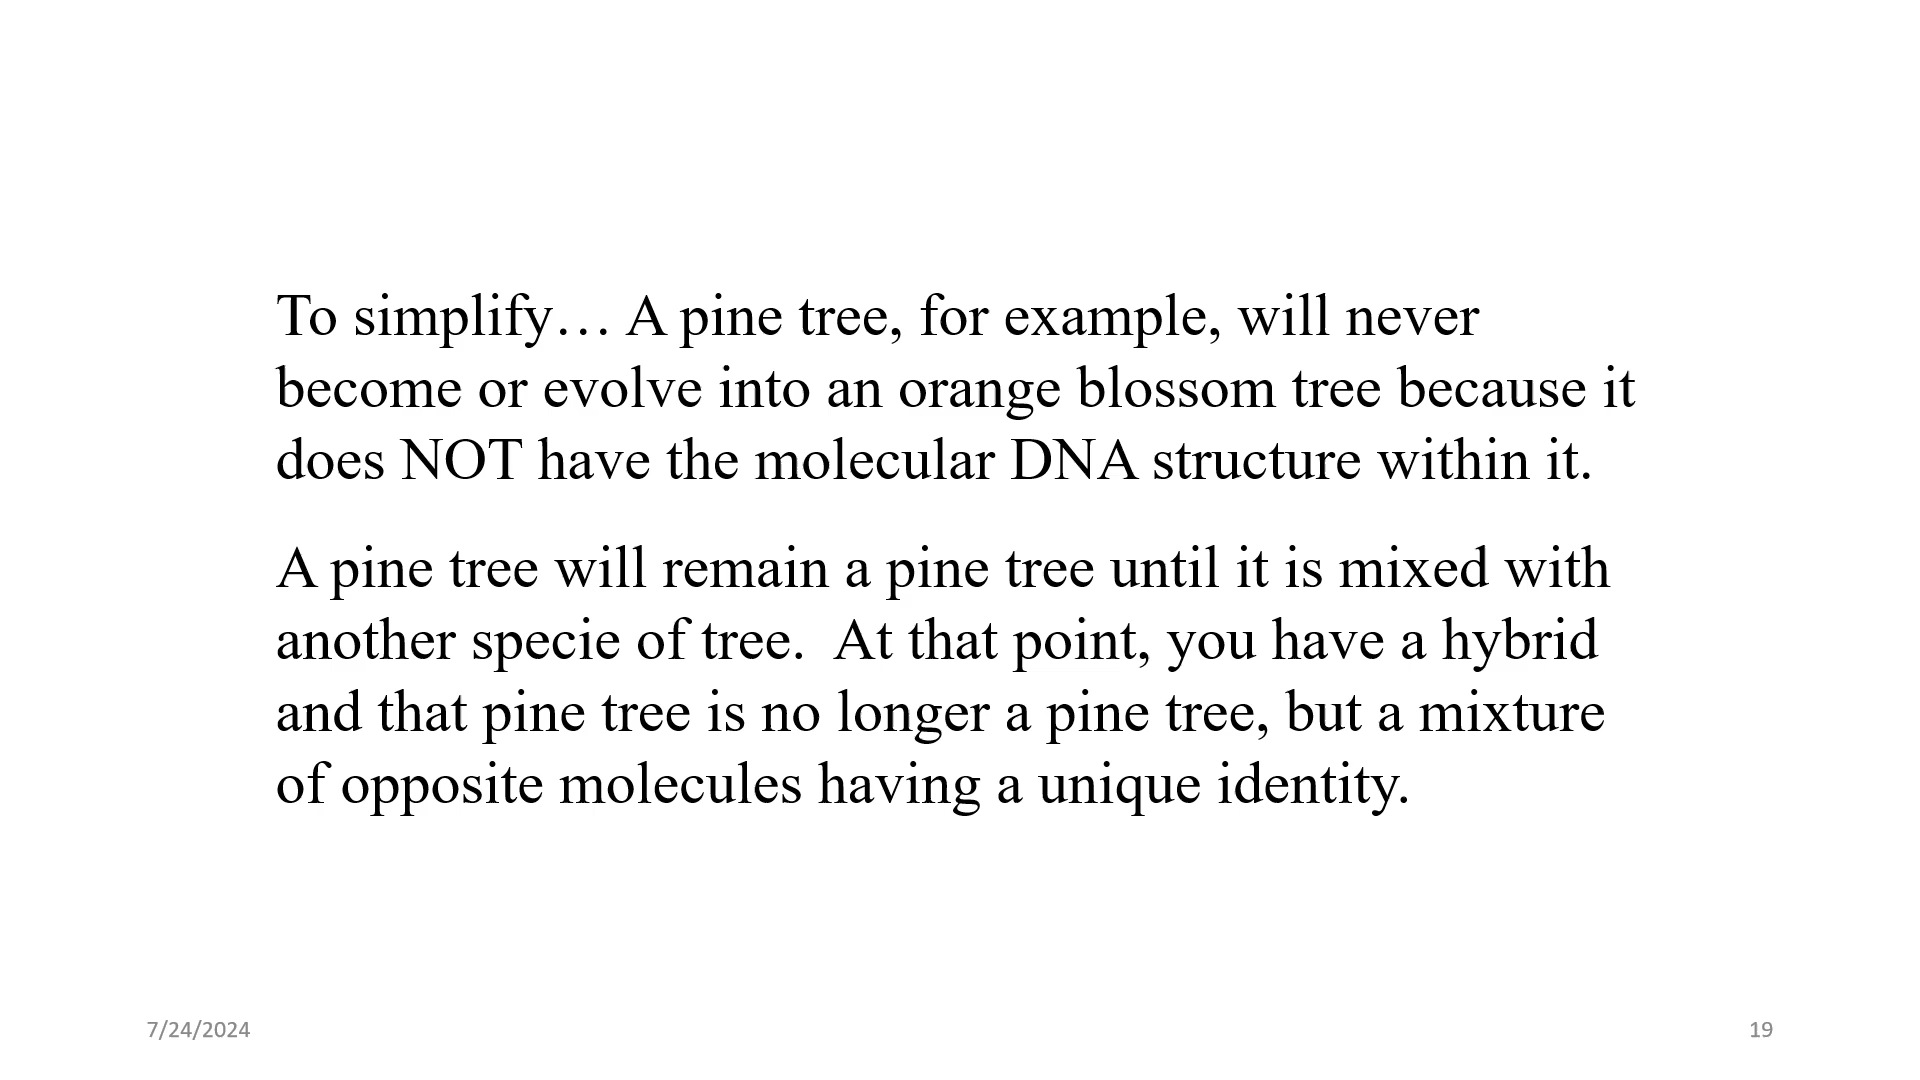 To simplify… A pine tree, for example, will never
become or evolve into an orange blossom tree because it
does NOT have the molecular DNA structure within it.
A pine tree will remain a pine tree until it is mixed with
another specie of tree.  At that point, you have a hybrid
and that pine tree is no longer a pine tree, but a mixture
of opposite molecules having a unique identity.
7/24/2024
19